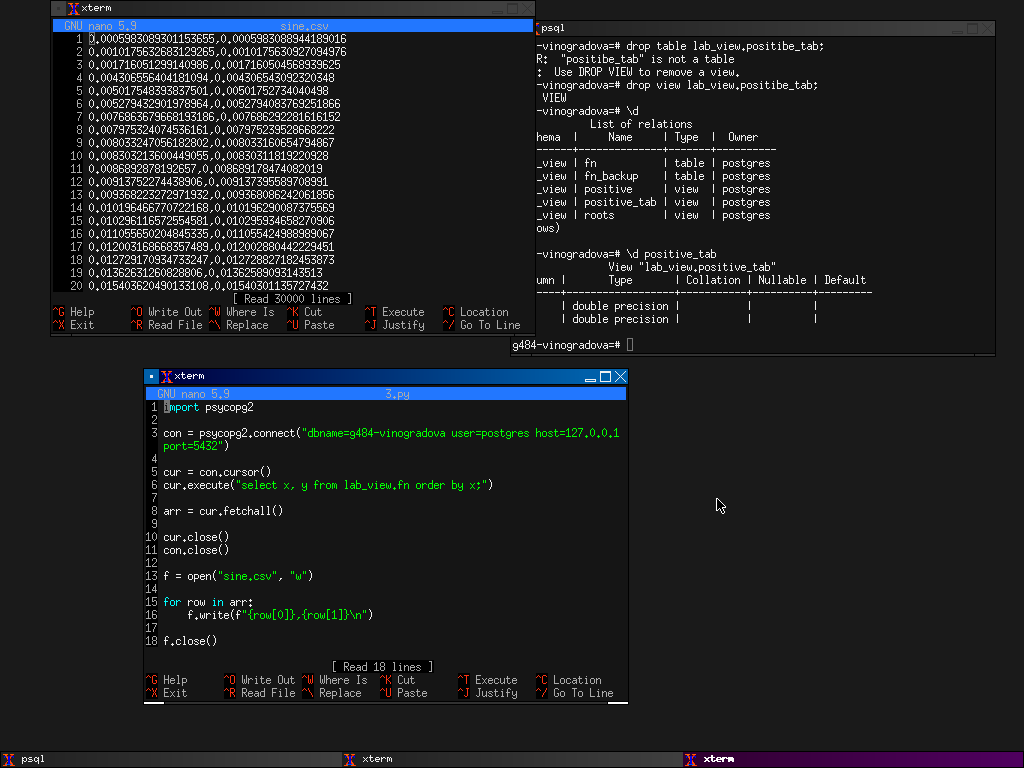 xterm
GNU nano 5.9 sine.csv
1 0.0005983089301153655,0.0005983088944189016
2 0.0010175632683129265,0.0010175630927094976
3 0.001716051299140986,0.0017160504568939625
4 0.004306556404181094,0.004306543092320348
5 0.005017548393837501,0.00501752734040498
6 0.005279432901978964,0.0052794083769251866
7 0.0076863679668193186,0.007686292281616152
8 0.007975324074536161,0.007975239528668222
9 0.008033247056182802,0.008033160654794867
10 0.008303213600449055,0.00830311819220928
11 0.0086892878192657,0.008689178474082019
12 0.00913752274438906,0.009137395589708991
13 0.009368223272971932,0.009368086242061856
14 0.010196466770722168,0.010196290087375569
15 0.010296116572554581,0.010295934658270906
16 0.011055650204845335,0.011055424988989067
17 0.012003168668357489,0.012002880442229451
18 0.012729170934733247,0.012728827182453873
19 0.0136263126082880​6,0.01362589093143513
20 0.015403620490133108,0.01540301135727432
[ Read 30000 lines ]
^G Help ^O Write Out ^W Where Is ^K Cut ^T Execute ^C Location
^X Exit ^R Read File ^\ Replace ^U Paste ^J Justify ^/ Go To Line
psql
-vinogradova=# drop table lab_view.positibe_tab;
R: "positibe_tab" is not a table
: Use DROP VIEW to remove a view.
-vinogradova=# drop view lab_view.positibe_tab;
VIEW
-vinogradova=# \d
List of relations
hema | Name | Type | Owner
-----+--------------+-------+----------
_view | fn | table | postgres
_view | fn_backup | table | postgres
_view | positive | view | postgres
_view | positive_tab | view | postgres
_view | roots | view | postgres
ows)
-vinogradova=# \d positive_tab
View "lab_view.positive_tab"
umn | Type | Collation | Nullable | Default
----+------------------+-----------+----------+---------
| double precision | | |
| double precision | | |
g484-vinogradova=#
xterm
GNU nano 5.9 3.py
1 import psycopg2
2
3 con = psycopg2.connect("dbname=g484-vinogradova user=postgres host=127.0.0.1
port=5432")
4
5 cur = con.cursor()
6 cur.execute("select x, y from lab_view.fn order by x;")
7
8 arr = cur.fetchall()
9
10 cur.close()
11 con.close()
12
13 f = open("sine.csv", "w")
14
15 for row in arr:
16 f.write(f"{row[0]},{row[1]}\n")
17
18 f.close()
[ Read 18 lines ]
^G Help ^O Write Out ^W Where Is ^K Cut ^T Execute ^C Location
^X Exit ^R Read File ^\ Replace ^U Paste ^J Justify ^/ Go To Line
psql xterm xterm